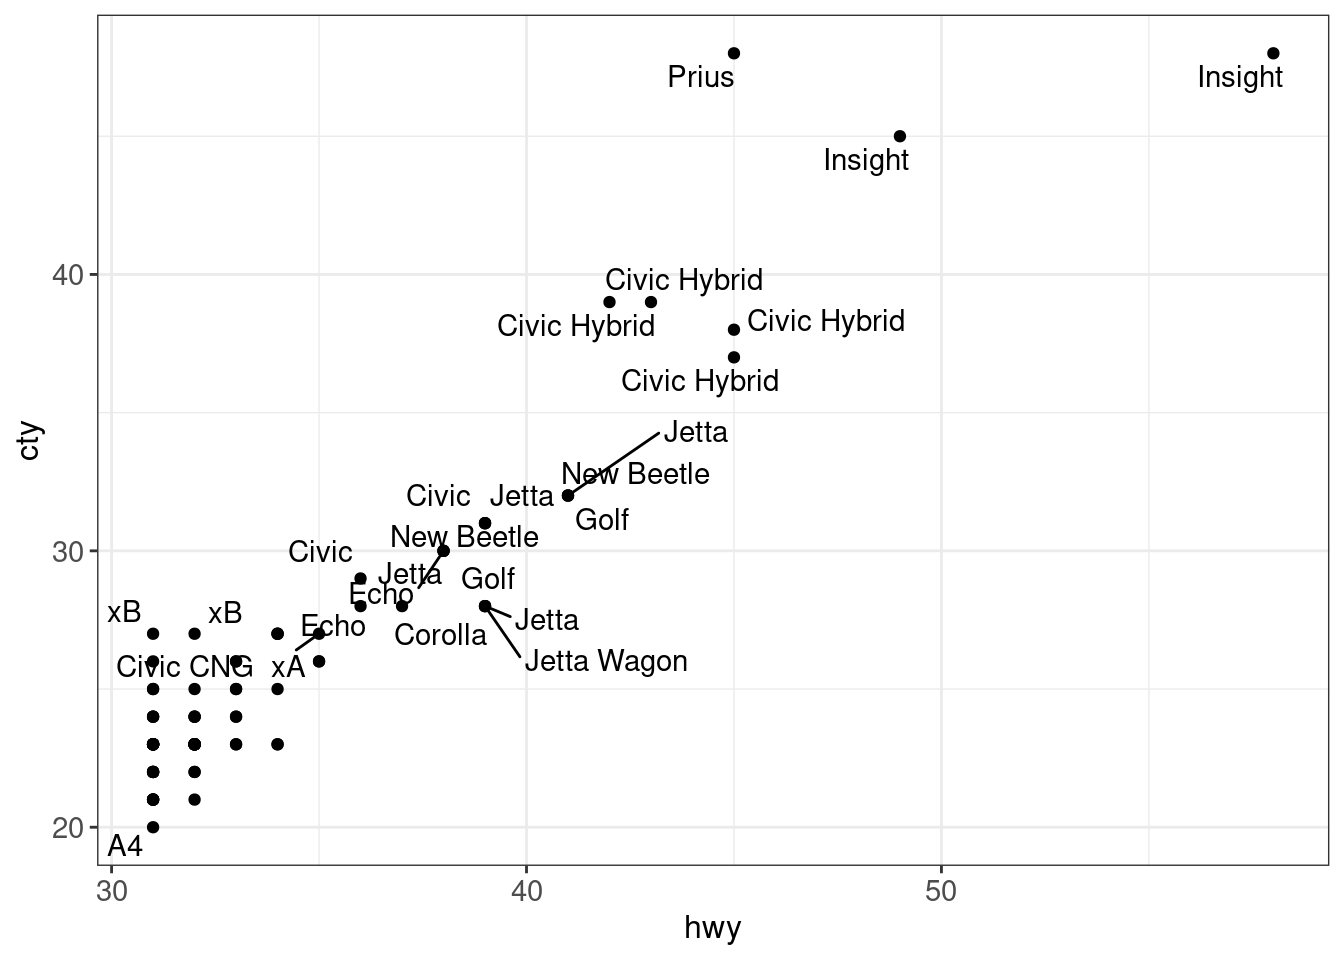 Prius
Insight
Insight
Civic Hybrid
Civic Hybrid
Civic Hybrid
Civic Hybrid
Jetta
New Beetle
Civic
Jetta
Golf
New Beetle
Civic
Jetta
Golf
Echo
xB
xB
Echo
Jetta
Corolla
Civic CNG
xA
Jetta Wagon
A4
40
30
20
cty
30
40
50
hwy